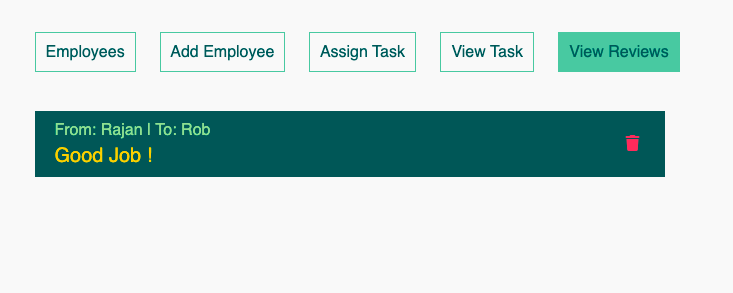 Employees Add Employee Assign Task View Task View Reviews
From: Rajan | To: Rob
Good Job !